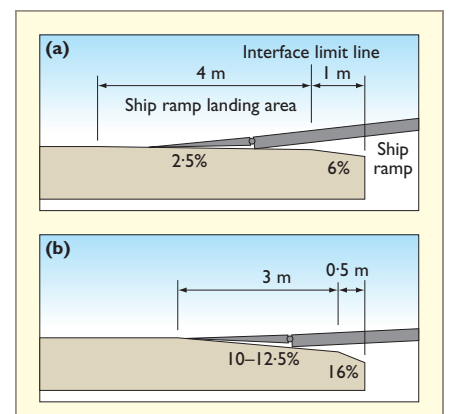 (a)
Interface limit line
4 m
1 m
Ship ramp landing area
2·5%
6%
Ship
ramp
(b)
3 m
0·5 m
10–12·5%
16%